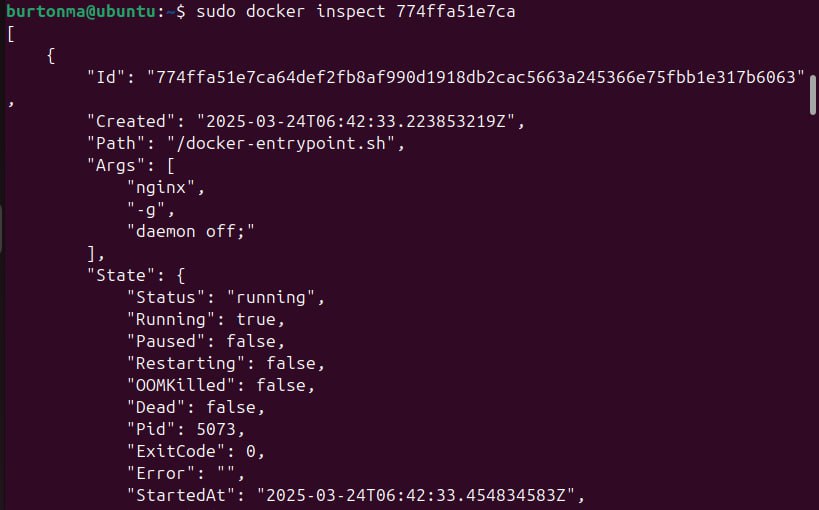 burtonma@ubuntu:~$ sudo docker inspect 774ffa51e7ca
[
    {
        "Id": "774ffa51e7ca64def2fb8af990d1918db2cac5663a245366e75fbb1e317b6063"
,
        "Created": "2025-03-24T06:42:33.223853219Z",
        "Path": "/docker-entrypoint.sh",
        "Args": [
            "nginx",
            "-g",
            "daemon off;"
        ],
        "State": {
            "Status": "running",
            "Running": true,
            "Paused": false,
            "Restarting": false,
            "OOMKilled": false,
            "Dead": false,
            "Pid": 5073,
            "ExitCode": 0,
            "Error": "",
            "StartedAt": "2025-03-24T06:42:33.454834583Z",